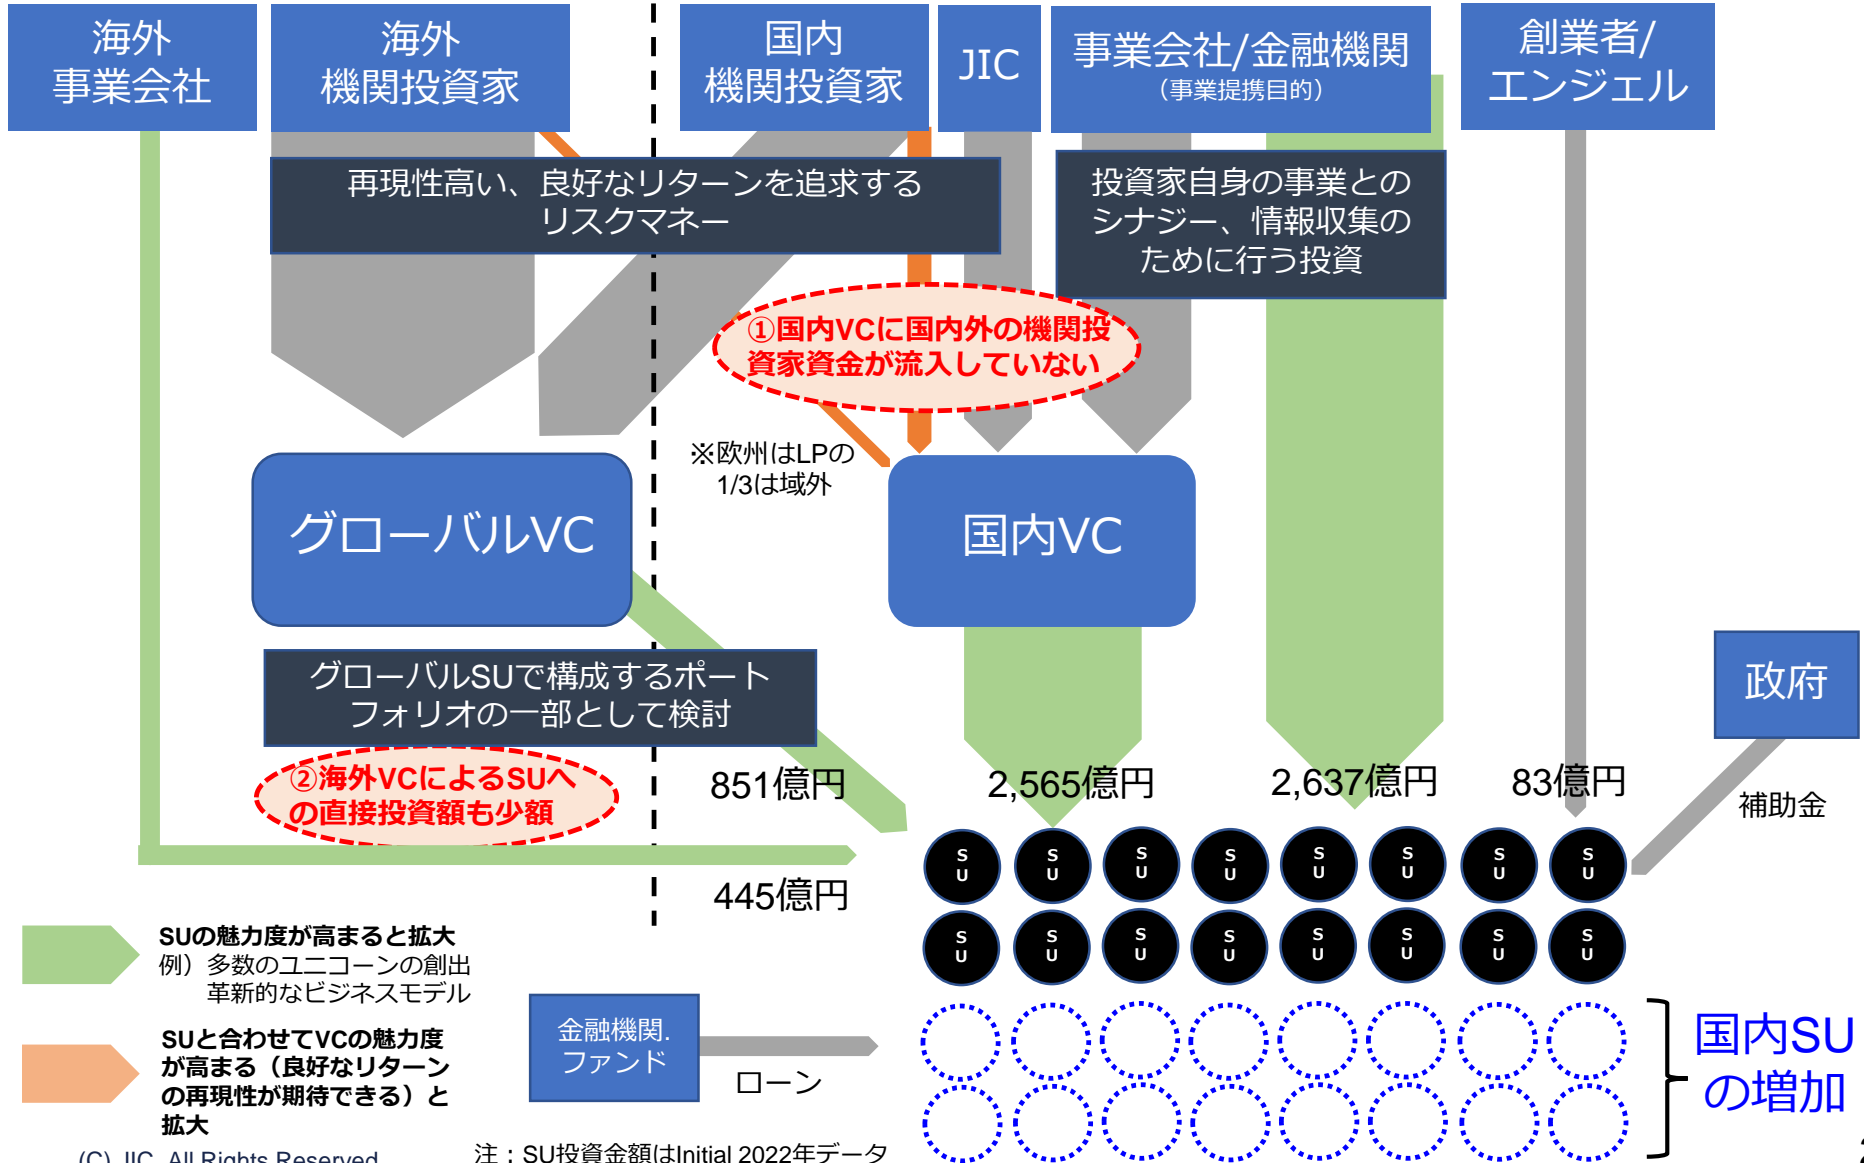 海外
事業会社
海外
機関投資家
国内
機関投資家
JIC
事業会社/金融機関
（事業提携目的）
創業者/
エンジェル
再現性高い、良好なリターンを追求する
リスクマネー
投資家自身の事業との
シナジー、情報収集の
ために行う投資
①国内VCに国内外の機関投
資家資金が流入していない
※欧州はLPの
1/3は域外
グローバルVC
国内VC
グローバルSUで構成するポート
フォリオの一部として検討
政府
②海外VCによるSUへ
の直接投資額も少額
851億円
2,565億円
2,637億円
83億円
補助金
445億円
S
U
S
U
S
U
S
U
S
U
S
U
S
U
S
U
S
U
S
U
S
U
S
U
S
U
S
U
S
U
S
U
SUの魅力度が高まると拡大
例）多数のユニコーンの創出
革新的なビジネスモデル
SUと合わせてVCの魅力度
が高まる（良好なリターン
の再現性が期待できる）と
拡大
金融機関.
ファンド
ローン
国内SU
の増加
注：SU投資金額はInitial 2022年データ
(C) JIC. All Rights Reserved